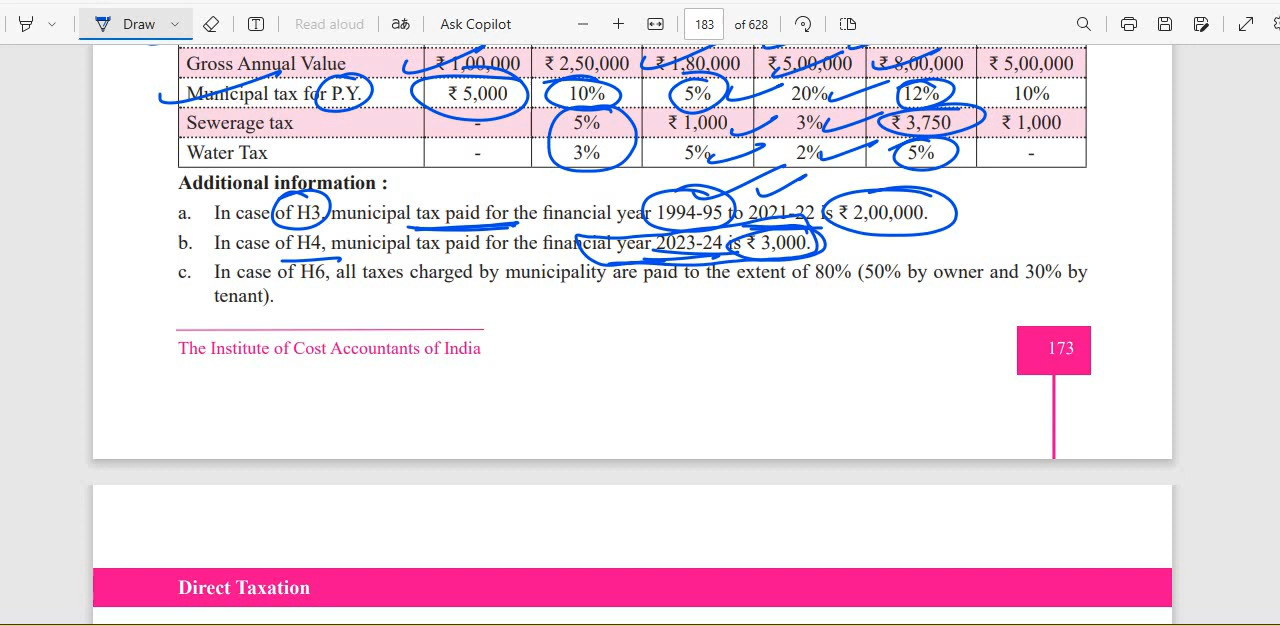 Draw
Read aloud
aあ
Ask Copilot
183 of 628
Gross Annual Value ₹ 1,00,000 ₹ 2,50,000 ₹ 1,80,000 ₹ 5,00,000 ₹ 8,00,000 ₹ 5,00,000
Municipal tax for P.Y. ₹ 5,000 10% 5% 20% 12% 10%
Sewerage tax - 5% ₹ 1,000 3% ₹ 3,750 ₹ 1,000
Water Tax - 3% 5% 2% 5% -
Additional information :
a. In case of H3, municipal tax paid for the financial year 1994-95 to 2021-22 is ₹ 2,00,000.
b. In case of H4, municipal tax paid for the financial year 2023-24 is ₹ 3,000.
c. In case of H6, all taxes charged by municipality are paid to the extent of 80% (50% by owner and 30% by
tenant).
The Institute of Cost Accountants of India
173
Direct Taxation